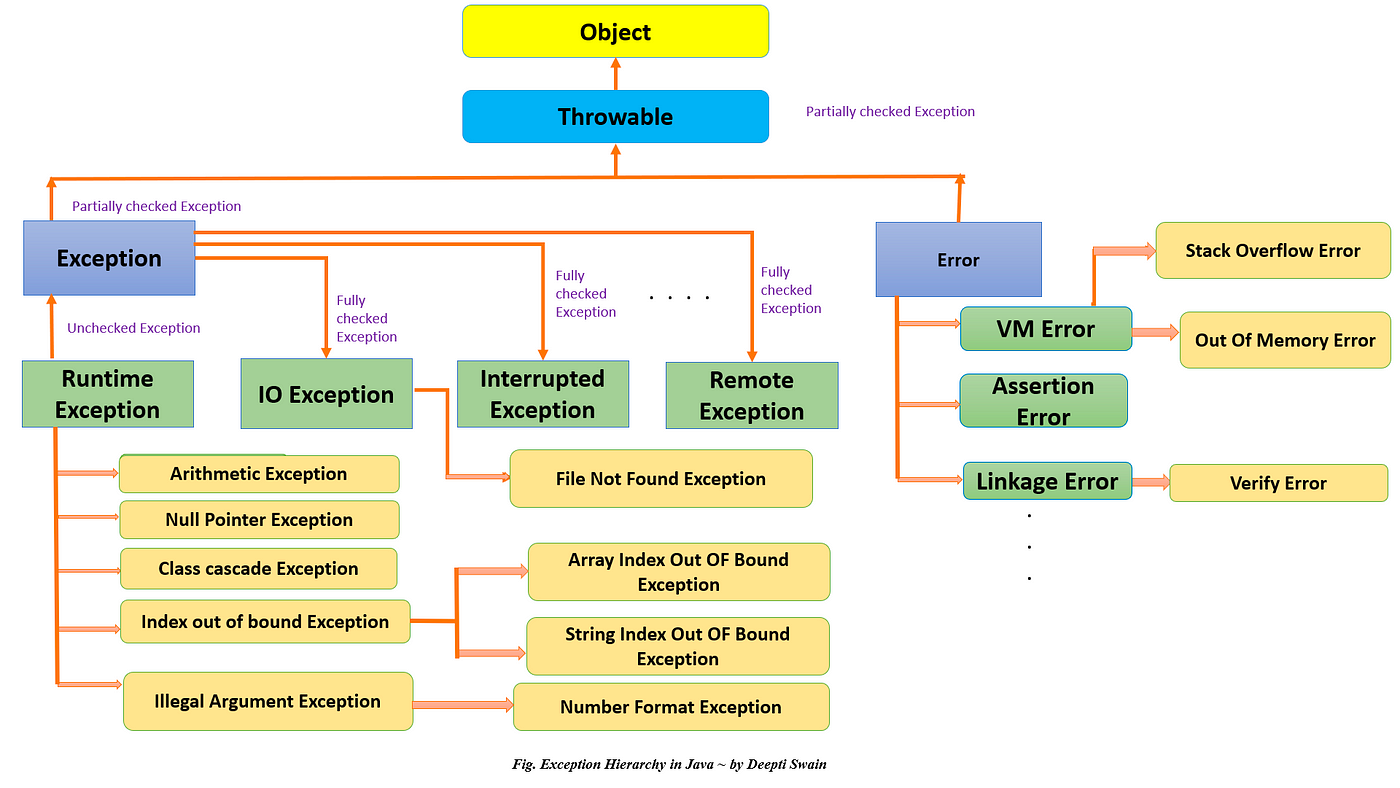 Object
Throwable
Partially checked Exception
Partially checked Exception
Exception
Error
Stack Overflow Error
Fully
checked
Exception
Fully
checked
Exception
Fully
checked
Exception
. . . .
Unchecked Exception
VM Error
Out Of Memory Error
Runtime
Exception
IO Exception
Interrupted
Exception
Remote
Exception
Assertion
Error
Arithmetic Exception
File Not Found Exception
Linkage Error
Verify Error
Null Pointer Exception
.
.
.
Class cascade Exception
Array Index Out OF Bound
Exception
Index out of bound Exception
String Index Out OF Bound
Exception
Illegal Argument Exception
Number Format Exception
Fig. Exception Hierarchy in Java ~ by Deepti Swain